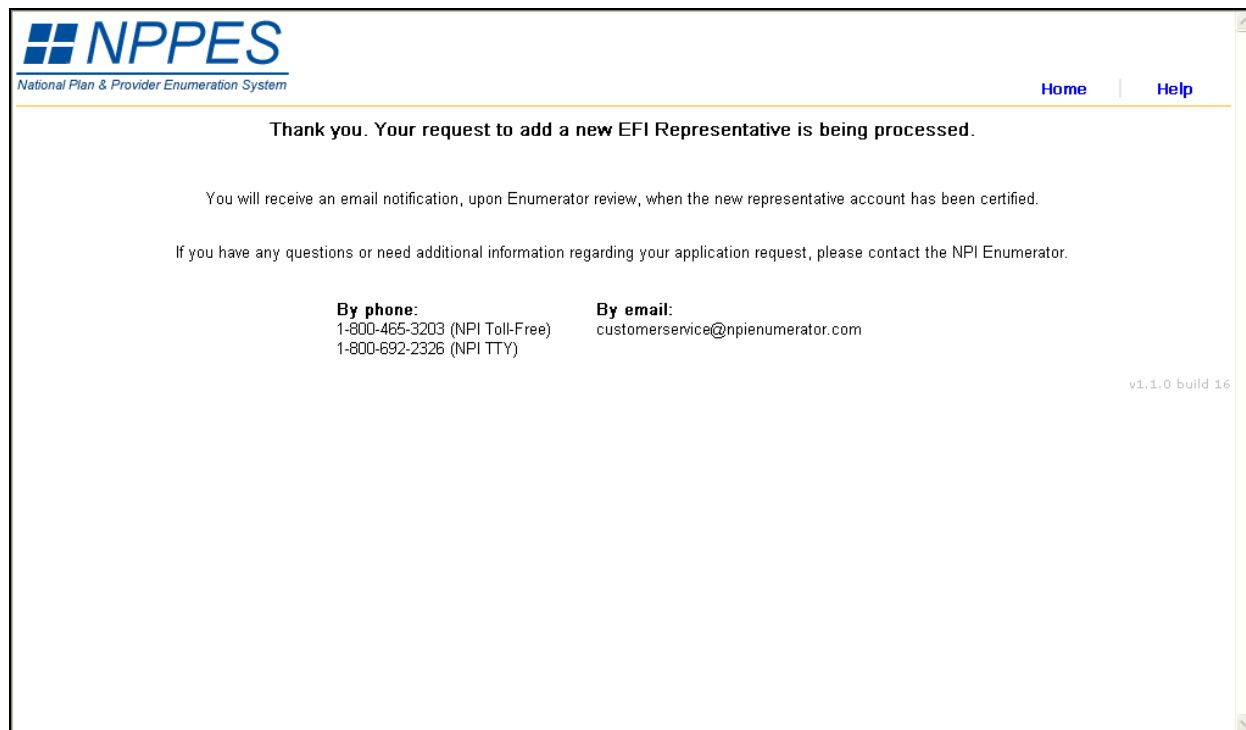 NPPES
National Plan & Provider Enumeration System
Home
Help
Thank you. Your request to add a new EFI Representative is being processed.
You will receive an email notification, upon Enumerator review, when the new representative account has been certified.
If you have any questions or need additional information regarding your application request, please contact the NPI Enumerator.
By phone:
1-800-465-3203 (NPI Toll-Free)
1-800-692-2326 (NPI TTY)
By email:
customerservice@npienumerator.com
v1.1.0 build 16